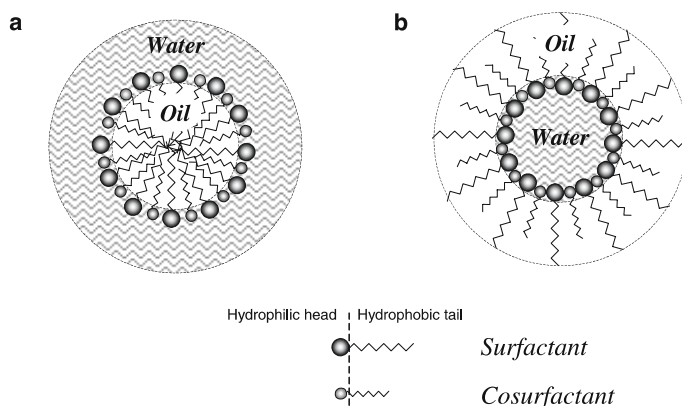 a
Water
Oil
b
Oil
Water
Hydrophilic head Hydrophobic tail
Surfactant
Cosurfactant